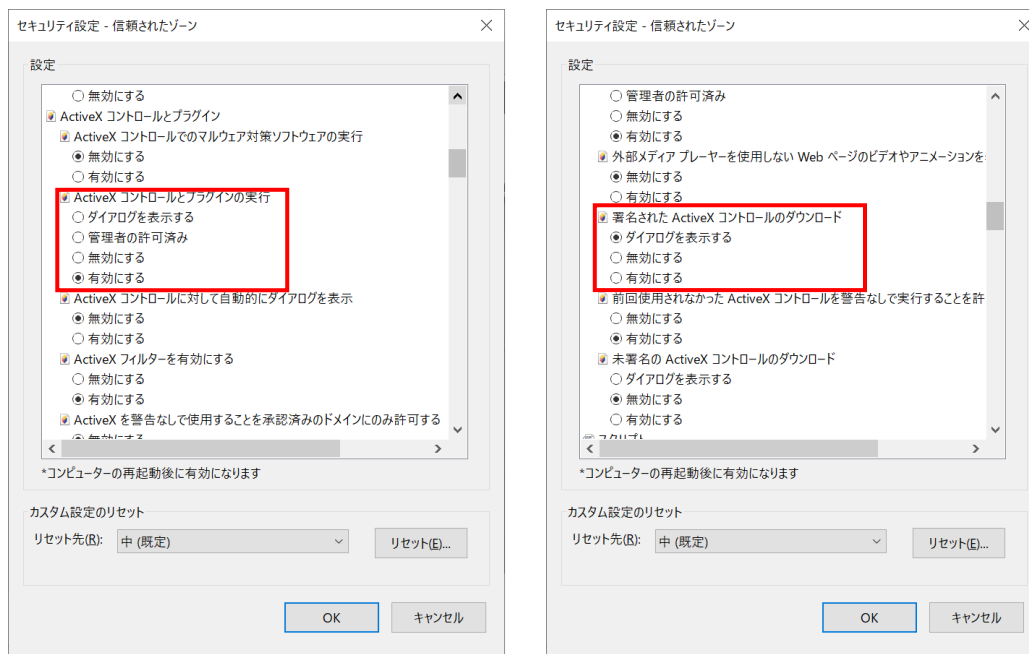 セキュリティ設定 - 信頼されたゾーン
設定
無効にする
ActiveX コントロールとプラグイン
ActiveX コントロールでのマルウェア対策ソフトウェアの実行
無効にする
有効にする
ActiveX コントロールとプラグインの実行
ダイアログを表示する
管理者の許可済み
無効にする
有効にする
ActiveX コントロールに対して自動的にダイアログを表示
無効にする
有効にする
ActiveX フィルターを有効にする
無効にする
有効にする
ActiveX を警告なしで使用することを承認済みのドメインにのみ許可する
無効にする
*コンピューターの再起動後に有効になります
カスタム設定のリセット
リセット先(R): 中 (既定) リセット(E)...
OK キャンセル
セキュリティ設定 - 信頼されたゾーン
設定
管理者の許可済み
無効にする
有効にする
外部メディア プレーヤーを使用しない Web ページのビデオやアニメーションを
無効にする
有効にする
署名された ActiveX コントロールのダウンロード
ダイアログを表示する
無効にする
有効にする
前回使用されなかった ActiveX コントロールを警告なしで実行することを許
無効にする
有効にする
未署名の ActiveX コントロールのダウンロード
ダイアログを表示する
無効にする
有効にする
スクリプト
*コンピューターの再起動後に有効になります
カスタム設定のリセット
リセット先(R): 中 (既定) リセット(E)...
OK キャンセル